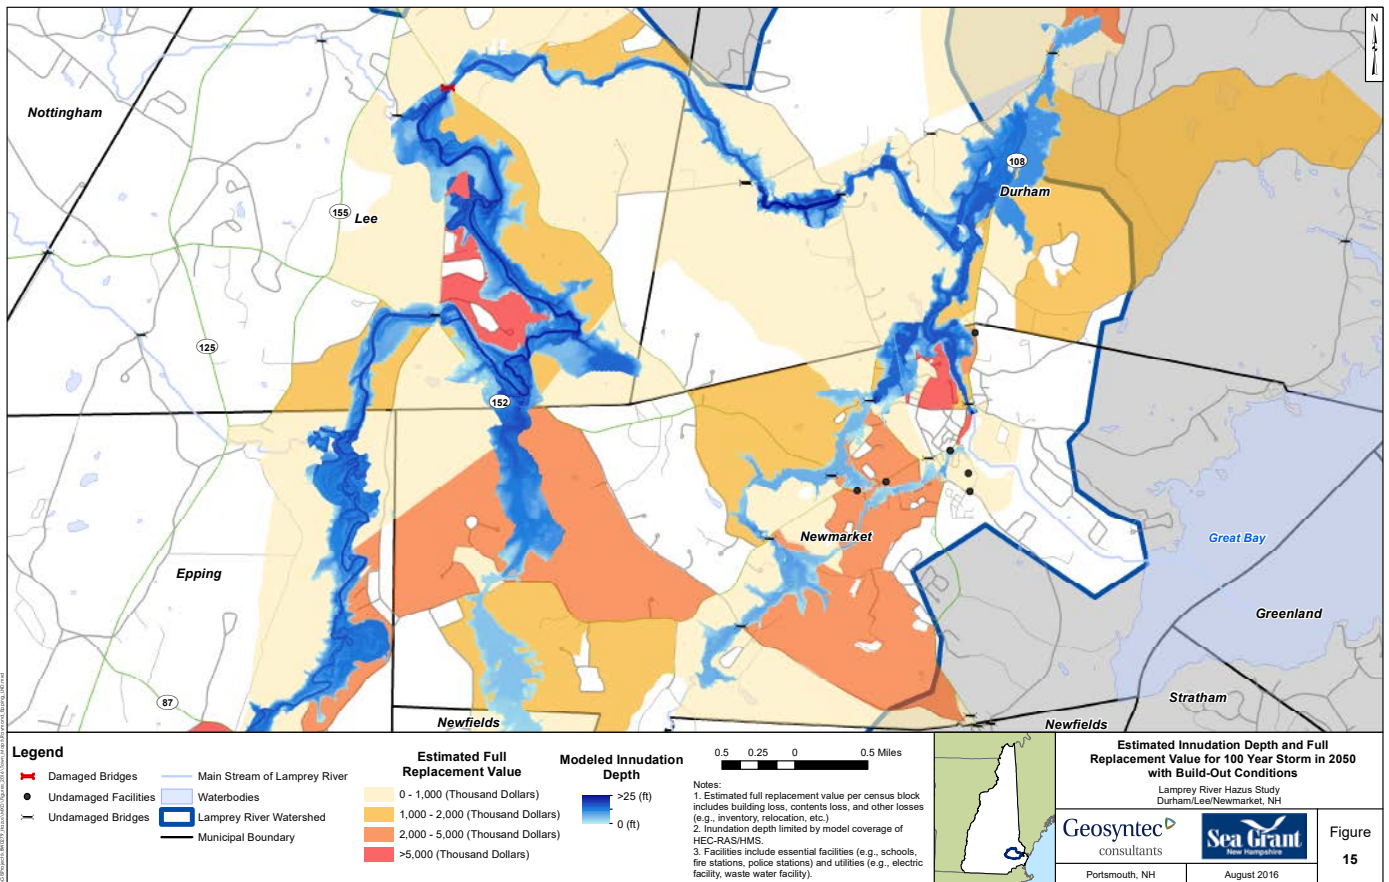 N
Nottingham
108
Durham
155
Lee
125
152
Great Bay
Newmarket
Epping
Greenland
87
Stratham
Newfields
Newfields
Legend
Damaged Bridges
Undamaged Facilities
Undamaged Bridges
Main Stream of Lamprey River
Waterbodies
Lamprey River Watershed
Municipal Boundary
Estimated Full
Replacement Value
0 - 1,000 (Thousand Dollars)
1,000 - 2,000 (Thousand Dollars)
2,000 - 5,000 (Thousand Dollars)
>5,000 (Thousand Dollars)
Modeled Innudation
Depth
>25 (ft)
0 (ft)
0.5 0.25 0 0.5 Miles
Notes:
1. Estimated full replacement value per census block
includes building loss, contents loss, and other losses
(e.g., inventory, relocation, etc.)
2. Inundation depth limited by model coverage of
HEC-RAS/HMS.
3. Facilities include essential facilities (e.g., schools,
fire stations, police stations) and utilities (e.g., electric
facility, waste water facility).
Estimated Innudation Depth and Full
Replacement Value for 100 Year Storm in 2050
with Build-Out Conditions
Lamprey River Hazus Study
Durham/Lee/Newmarket, NH
Geosyntec
consultants
Sea Grant
New Hampshire
Figure
15
Portsmouth, NH
August 2016